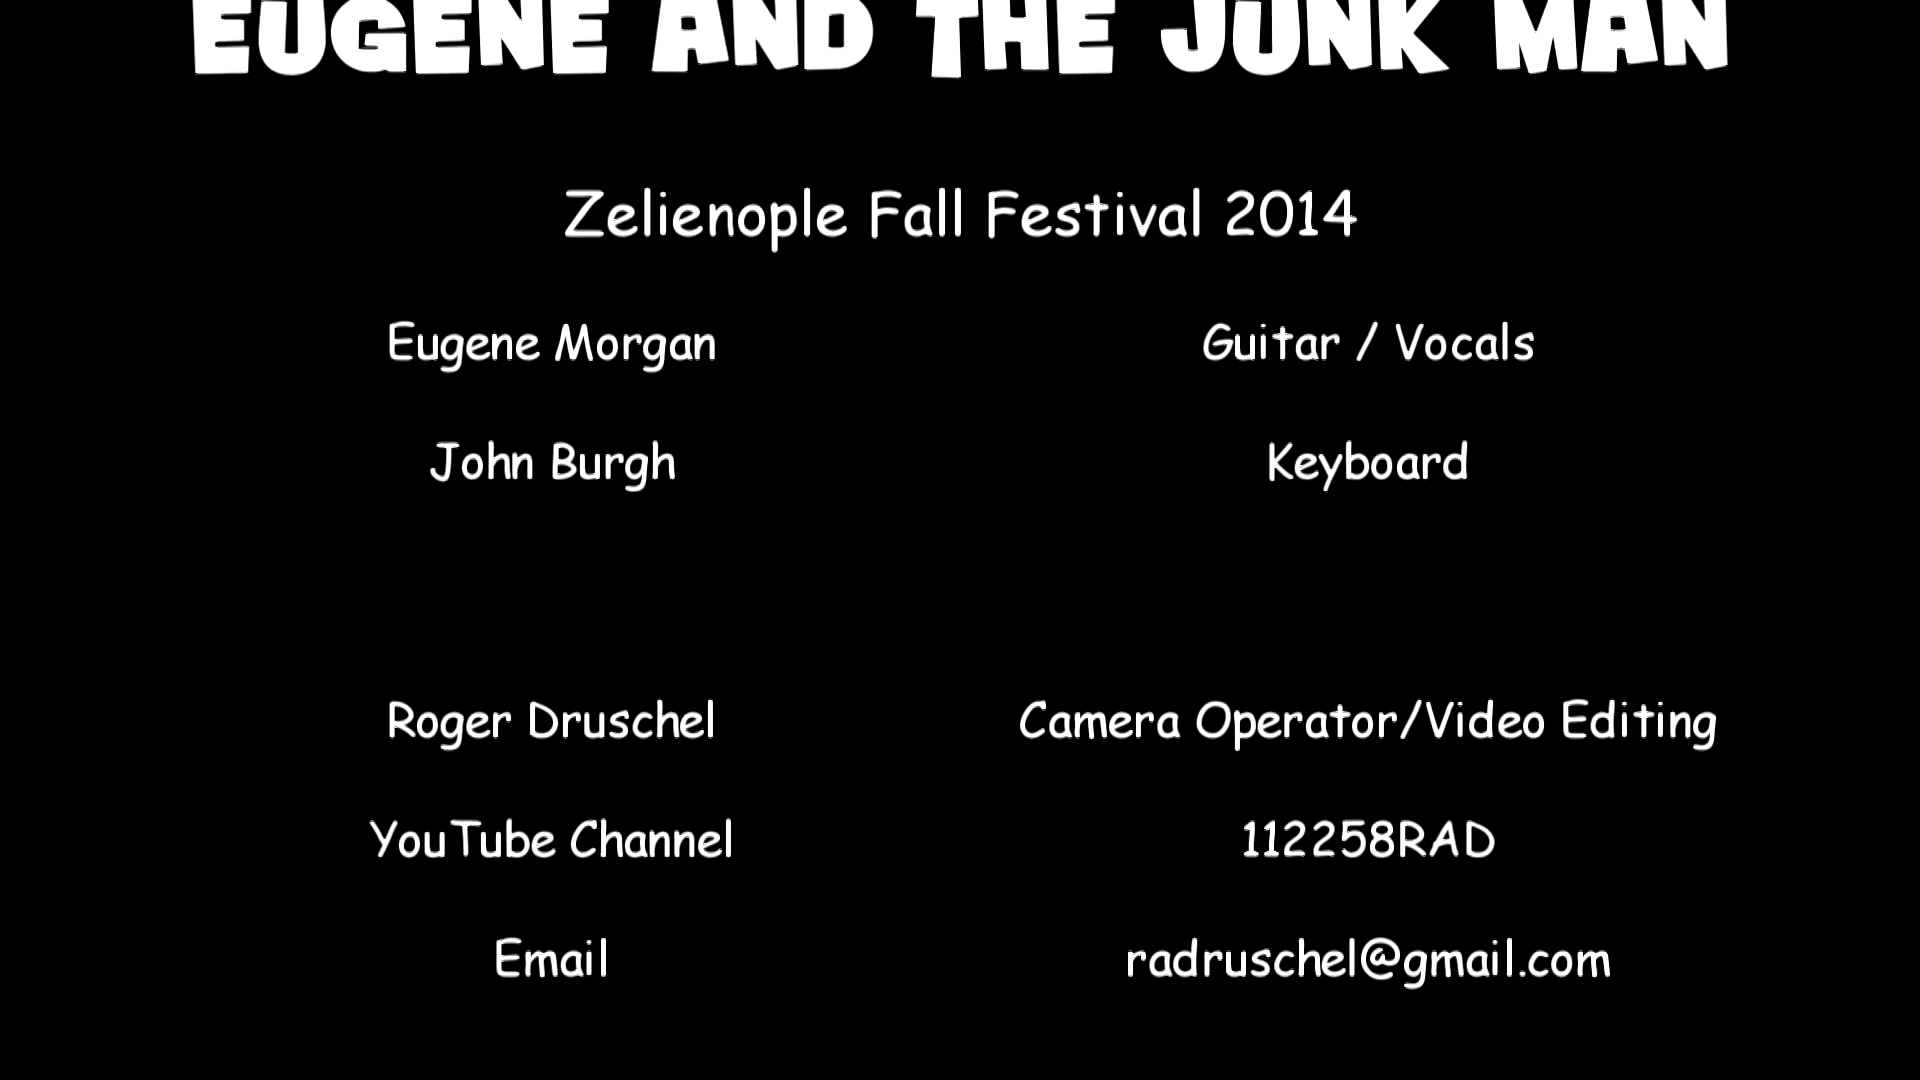 EUGENE AND THE JUNK MAN
Zelienople Fall Festival 2014
Eugene Morgan Guitar / Vocals
John Burgh Keyboard
Roger Druschel Camera Operator/Video Editing
YouTube Channel 112258RAD
Email radruschel@gmail.com